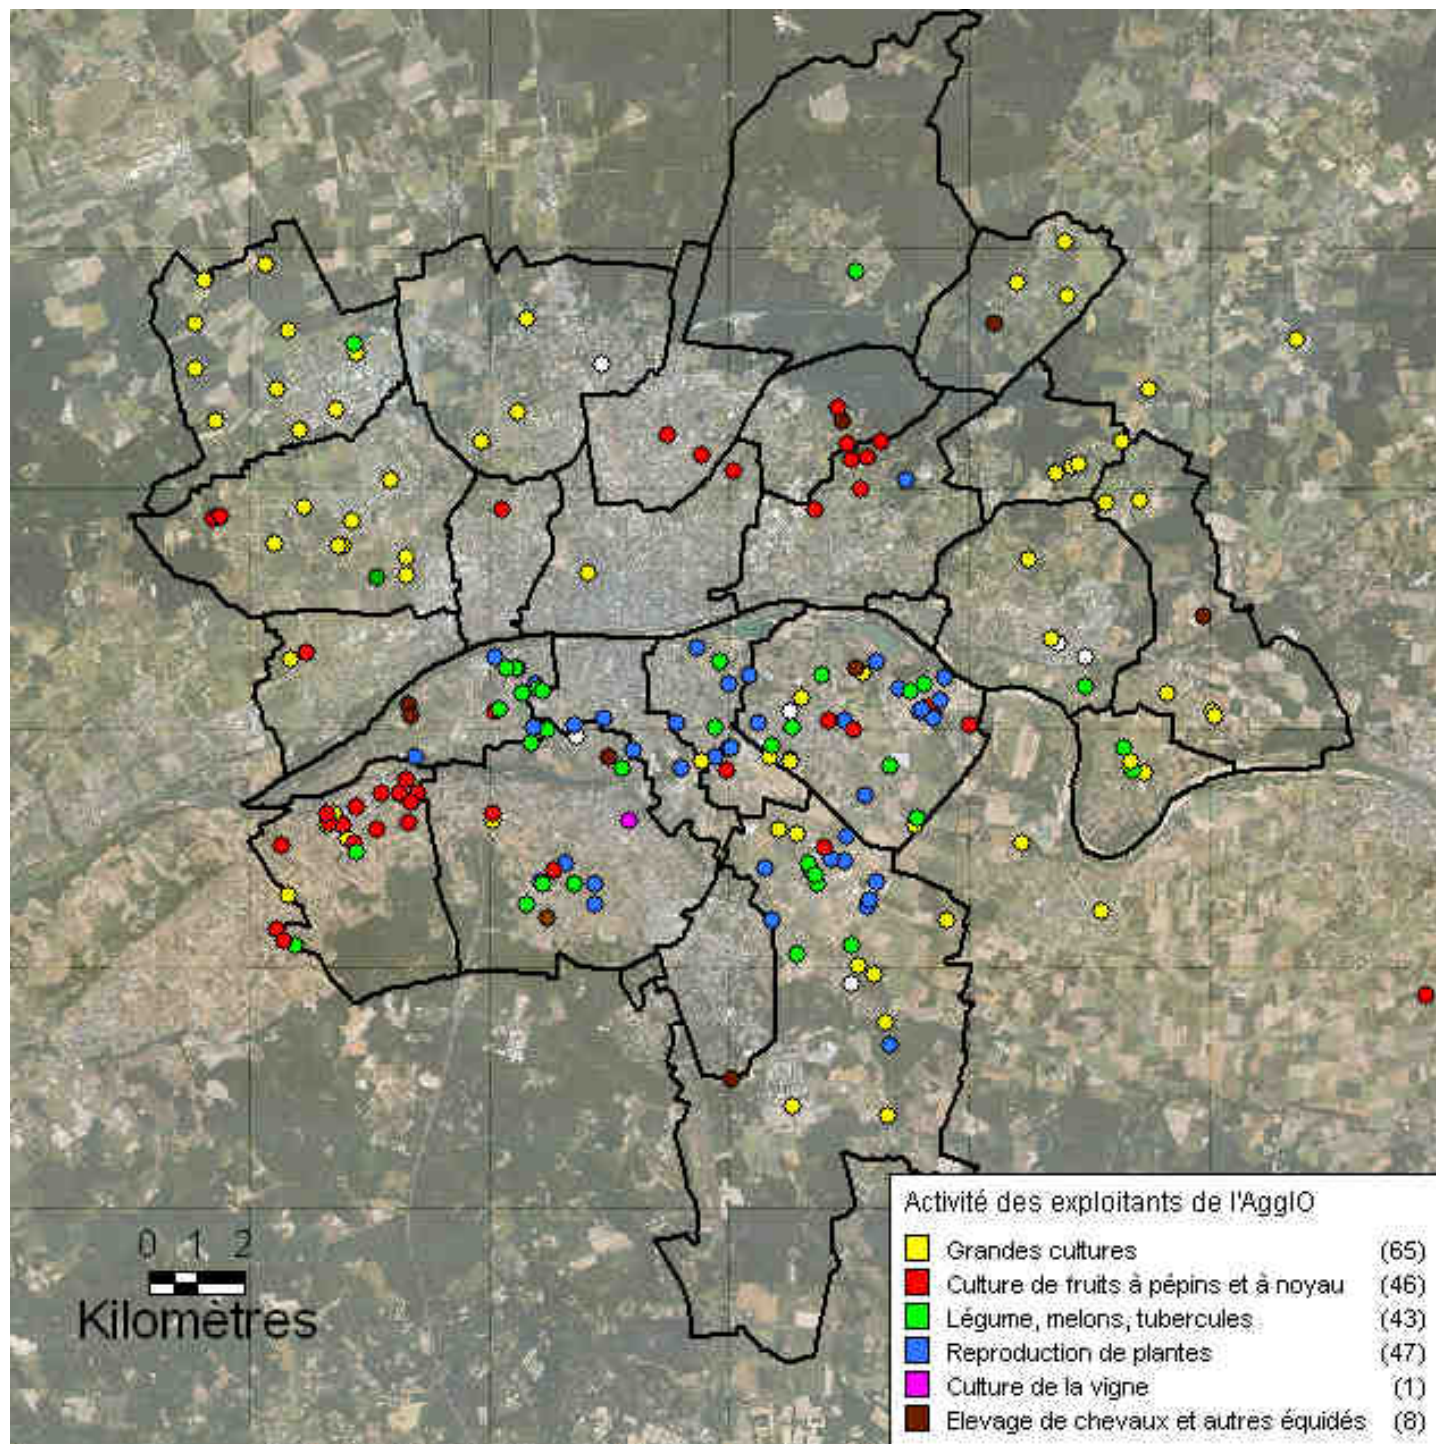 0 1 2
Kilomètres
Activité des exploitants de l'AgglO
Grandes cultures (65)
Culture de fruits à pépins et à noyau (46)
Légume, melons, tubercules (43)
Reproduction de plantes (47)
Culture de la vigne (1)
Elevage de chevaux et autres équidés (8)